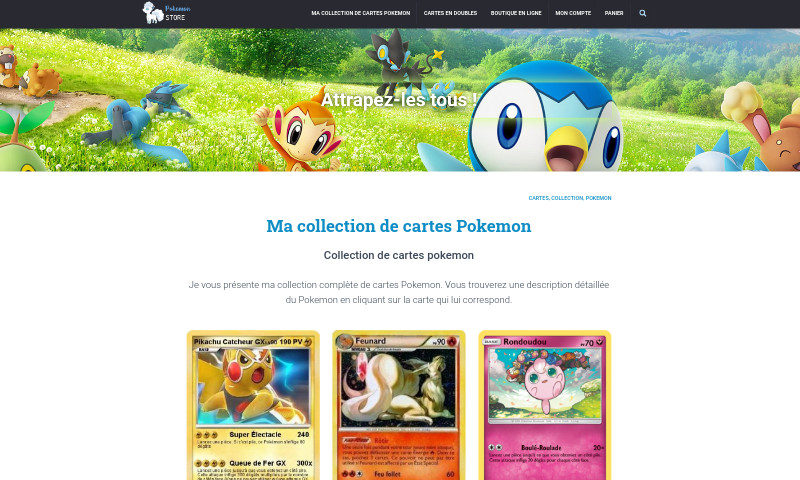 Pokemon
STORE
MA COLLECTION DE CARTES POKEMON
CARTES EN DOUBLES
BOUTIQUE EN LIGNE
MON COMPTE
PANIER
Attrapez-les tous !
CARTES, COLLECTION, POKEMON
Ma collection de cartes Pokemon
Collection de cartes pokemon
Je vous présente ma collection complète de cartes Pokemon. Vous trouverez une description détaillée
du Pokemon en cliquant sur la carte qui lui correspond.
Pikachu Catcheur GX 190 PV
BASE
Super Électacle 240
Queue de Fer GX 300x
Feunard 90
Rôtie
Feu follet 60
Rondoudou 70
Boulé-Roulade 20+